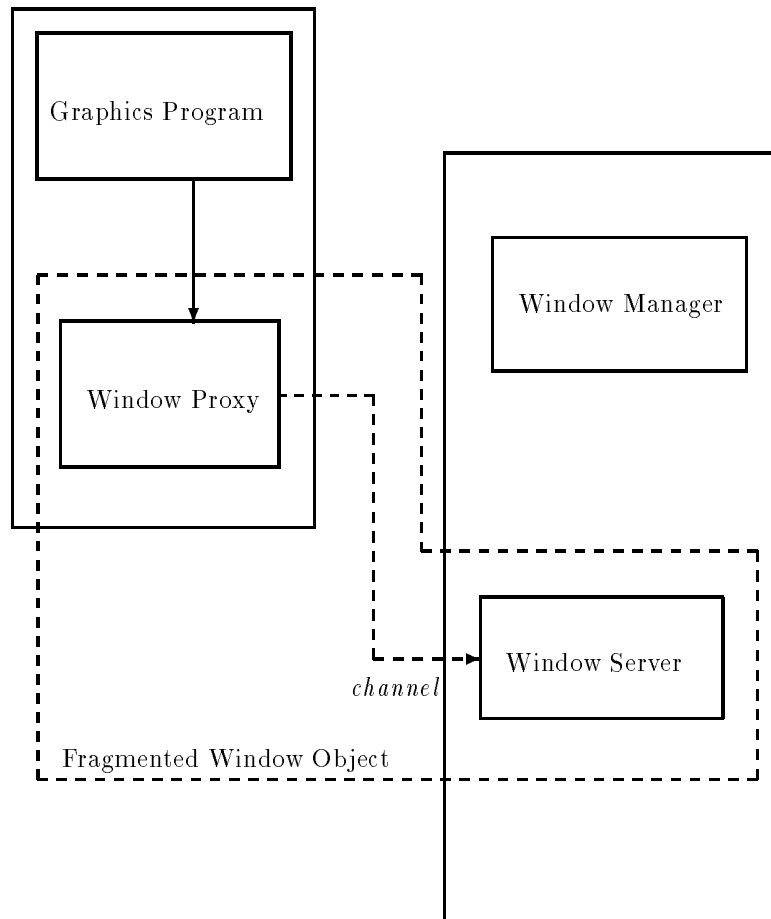 Graphics Program
Window Manager
Window Proxy
Window Server
channel
Fragmented Window Object